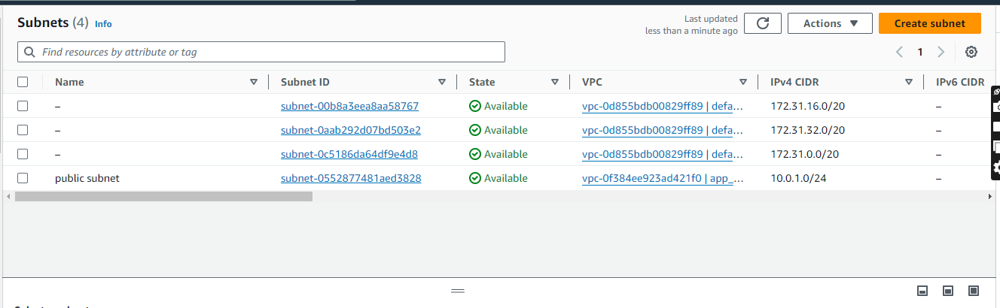 Subnets (4) Info
Last updated
less than a minute ago
Actions
Create subnet
Find resources by attribute or tag
1
Name Subnet ID State VPC IPv4 CIDR IPv6 CIDR
– subnet-00b8a3eea8aa58767 Available vpc-0d855bdb00829ff89 | defa… 172.31.16.0/20 –
– subnet-0aab292d07bd503e2 Available vpc-0d855bdb00829ff89 | defa… 172.31.32.0/20 –
– subnet-0c5186da64df9e4d8 Available vpc-0d855bdb00829ff89 | defa… 172.31.0.0/20 –
public subnet subnet-0552877481aed3828 Available vpc-0f384ee923ad421f0 | app_… 10.0.1.0/24 –